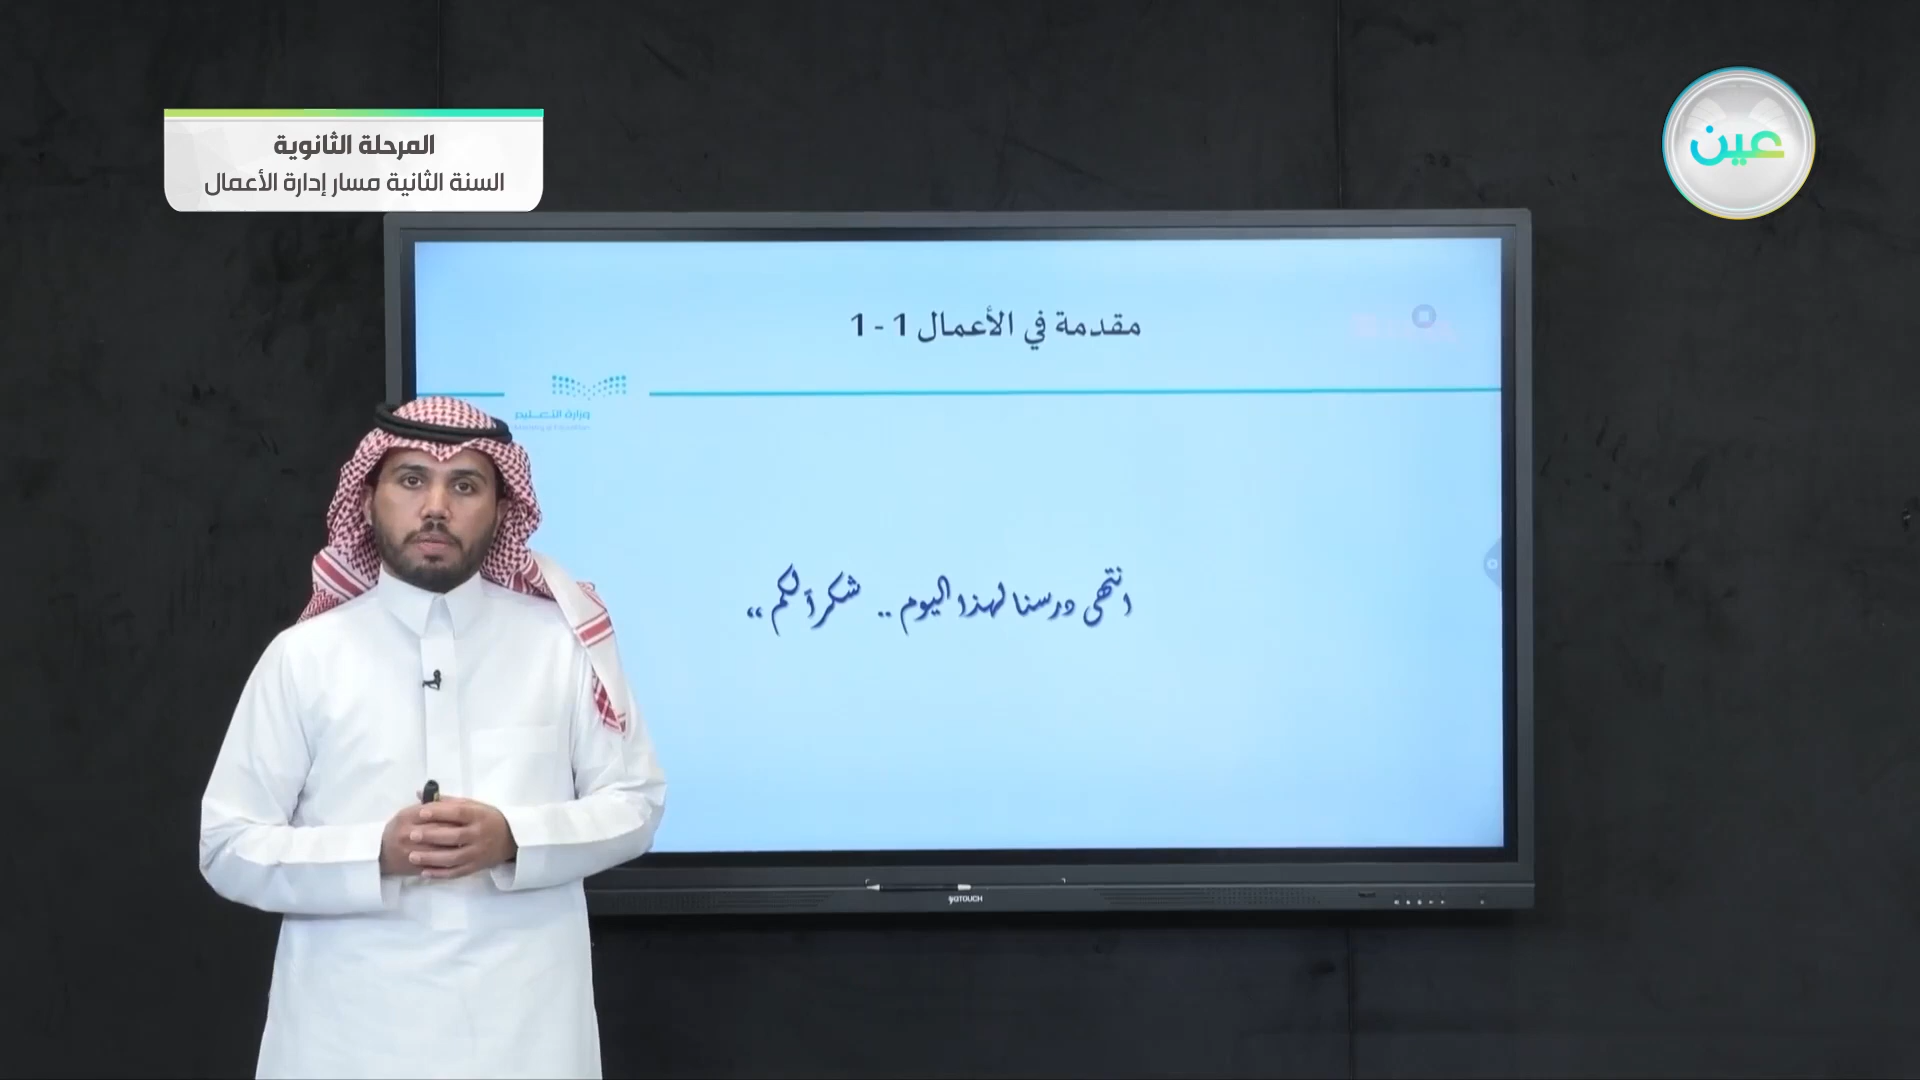 المرحلة الثانوية
السنة الثانية مسار إدارة الأعمال
عين
مقدمة في الأعمال 1 - 1
وزارة التعليم
انتهى درسنا لهذا اليوم .. شكراً لكم ،،